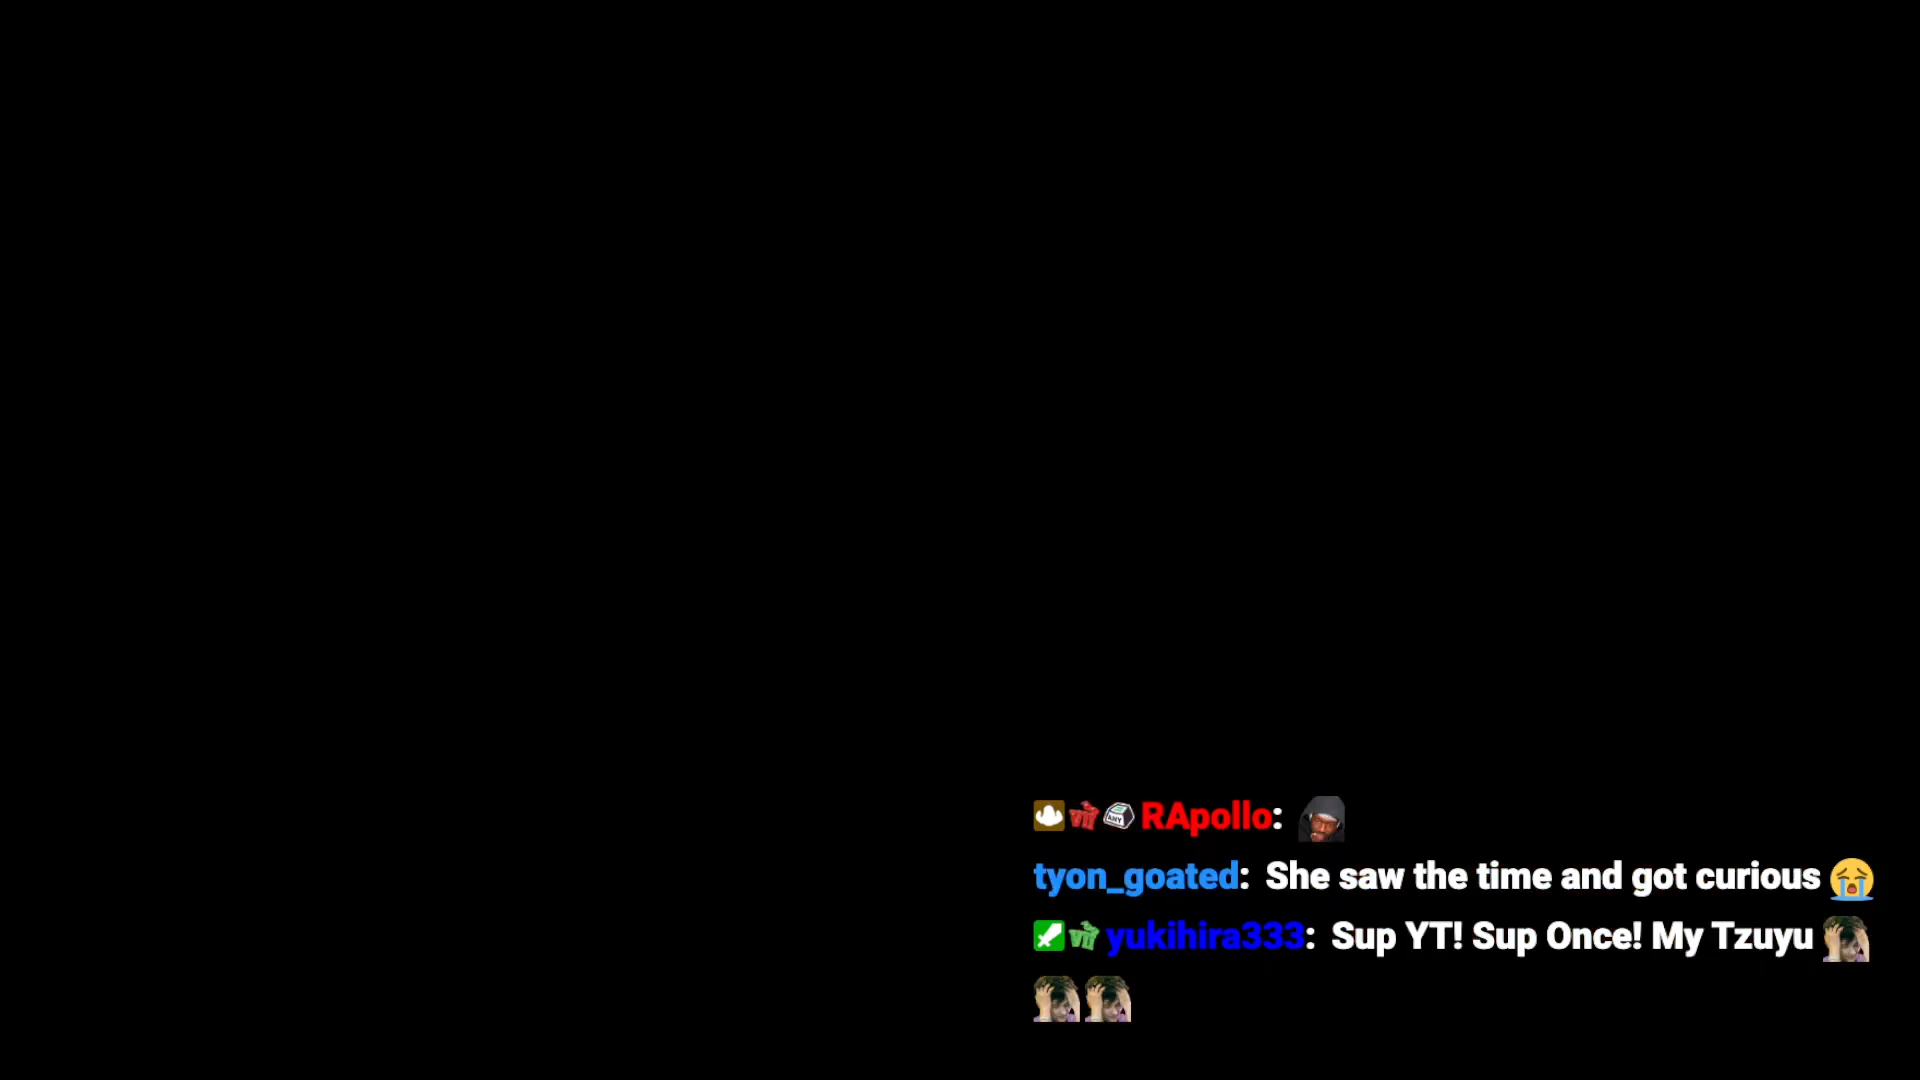 RApollo:
tyon_goated: She saw the time and got curious 😭
yukihira333: Sup YT! Sup Once! My Tzuyu